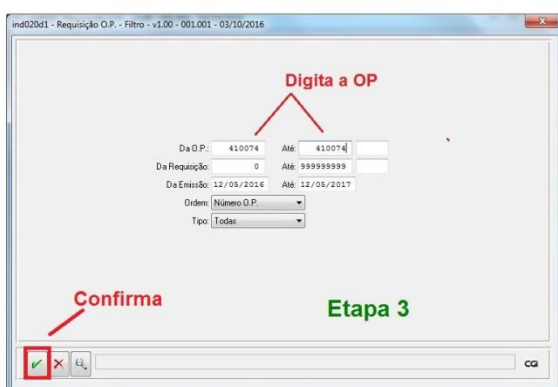 ind020d1 - Requisição O.P. - Filtro - v1.00 - 001.001 - 03/10/2016
Digita a OP
Da O.P.: 410074 Até: 410074
Da Requisição: 0 Até: 999999999
Da Emissão: 12/05/2016 Até: 12/05/2017
Ordem: Número O.P.
Tipo: Todas
Confirma
Etapa 3
CQ